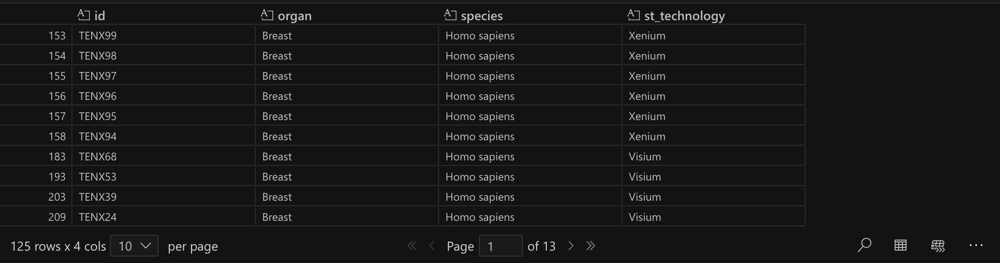 id organ species st_technology
153 TENX99 Breast Homo sapiens Xenium
154 TENX98 Breast Homo sapiens Xenium
155 TENX97 Breast Homo sapiens Xenium
156 TENX96 Breast Homo sapiens Xenium
157 TENX95 Breast Homo sapiens Xenium
158 TENX94 Breast Homo sapiens Xenium
183 TENX68 Breast Homo sapiens Visium
193 TENX53 Breast Homo sapiens Visium
203 TENX39 Breast Homo sapiens Visium
209 TENX24 Breast Homo sapiens Visium
125 rows x 4 cols 10 per page Page 1 of 13